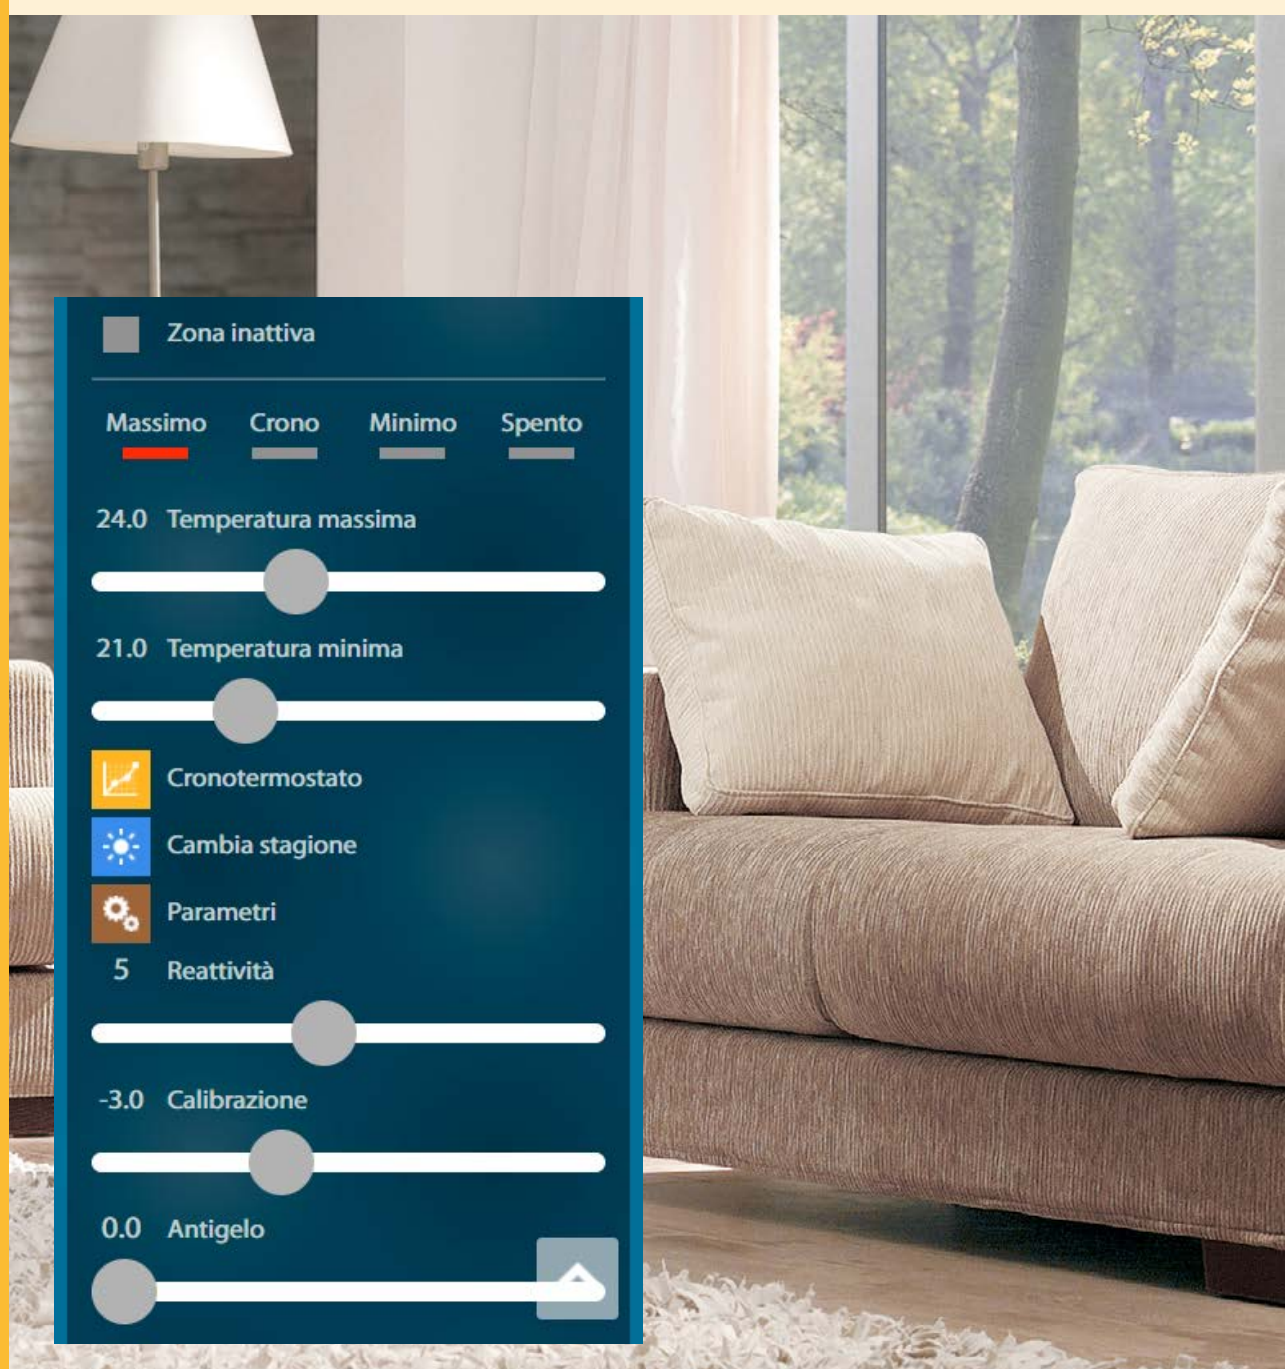 Zona inattiva
Massimo Crono Minimo Spento
24.0 Temperatura massima
21.0 Temperatura minima
Cronotermostato
Cambia stagione
Parametri
5 Reattività
-3.0 Calibrazione
0.0 Antigelo